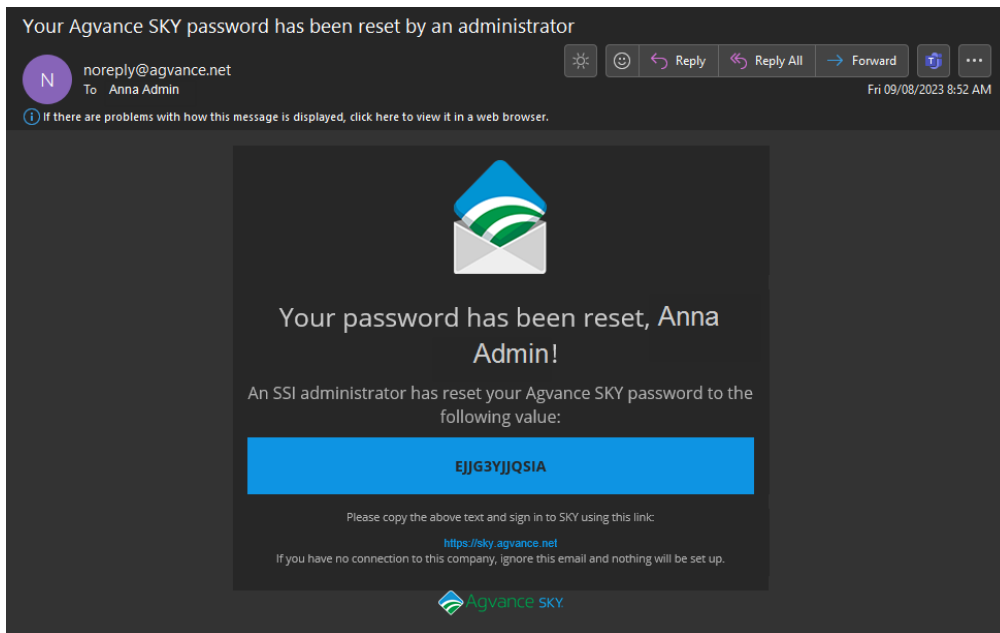 Your Agvance SKY password has been reset by an administrator
N
noreply@agvance.net
To Anna Admin
Reply
Reply All
Forward
Fri 09/08/2023 8:52 AM
If there are problems with how this message is displayed, click here to view it in a web browser.
Your password has been reset, Anna
Admin!
An SSI administrator has reset your Agvance SKY password to the
following value:
EJJG3YJJQSIA
Please copy the above text and sign in to SKY using this link:
https://sky.agvance.net
If you have no connection to this company, ignore this email and nothing will be set up.
Agvance SKY.